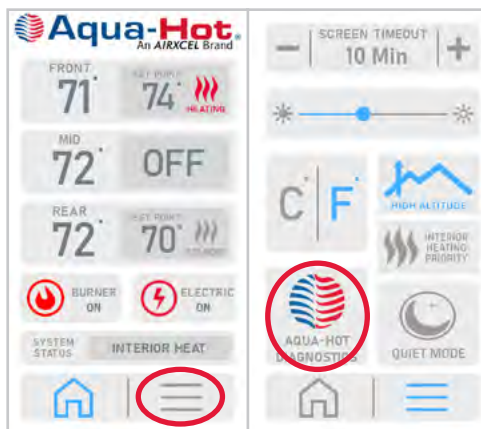 Aqua-Hot.
An AIRXCEL Brand
FRONT
71°
SET POINT
74°
HEATING
MID
72°
OFF
REAR
72°
SET POINT
70°
BURNER
ON
ELECTRIC
ON
SYSTEM
STATUS
INTERIOR HEAT
SCREEN TIMEOUT
10 Min
C°
F°
HIGH ALTITUDE
INTERIOR
HEATING
PRIORITY
AQUA-HOT
DIAGNOSTICS
QUIET MODE